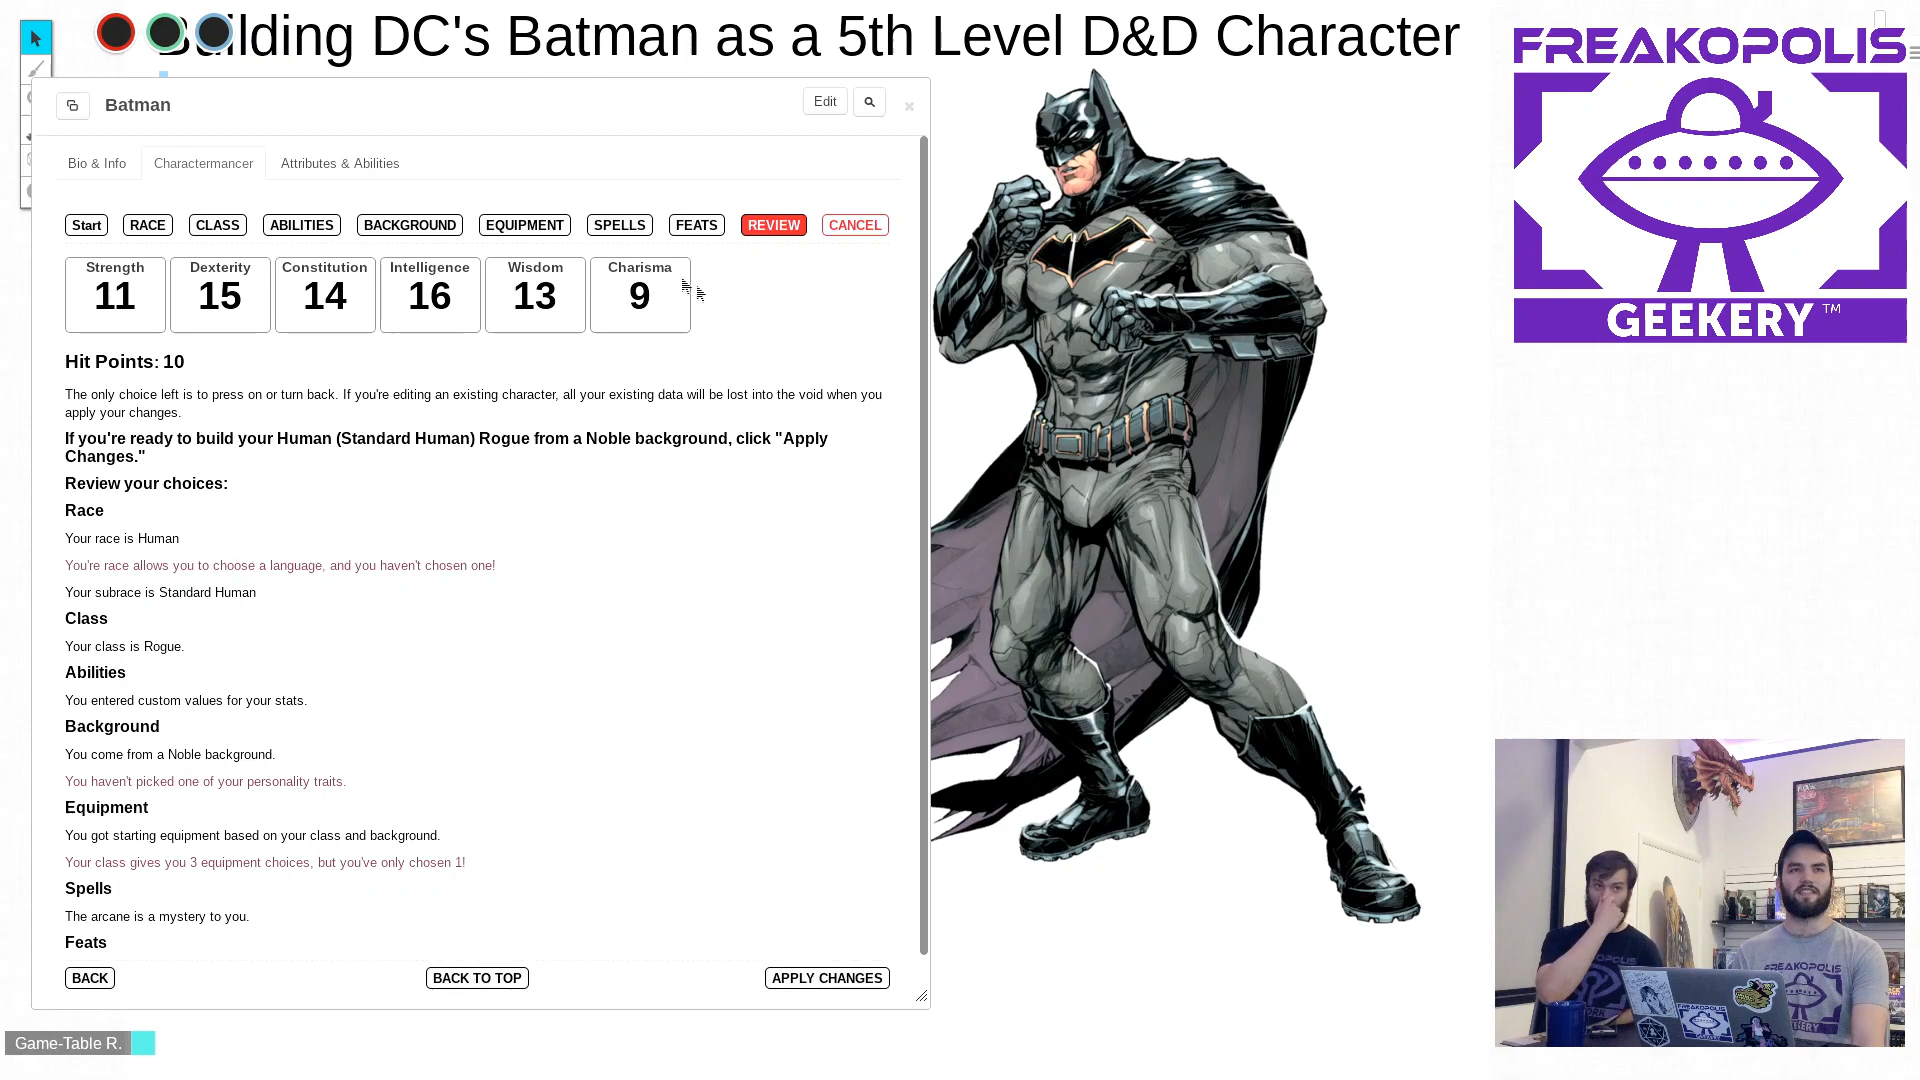 Building DC's Batman as a 5th Level D&D Character
Batman
Edit
Bio & Info
Charactermancer
Attributes & Abilities
Start
RACE
CLASS
ABILITIES
BACKGROUND
EQUIPMENT
SPELLS
FEATS
REVIEW
CANCEL
Strength
11
Dexterity
15
Constitution
14
Intelligence
16
Wisdom
13
Charisma
9
Hit Points: 10
The only choice left is to press on or turn back. If you're editing an existing character, all your existing data will be lost into the void when you
apply your changes.
If you're ready to build your Human (Standard Human) Rogue from a Noble background, click "Apply
Changes."
Review your choices:
Race
Your race is Human
You're race allows you to choose a language, and you haven't chosen one!
Your subrace is Standard Human
Class
Your class is Rogue.
Abilities
You entered custom values for your stats.
Background
You come from a Noble background.
You haven't picked one of your personality traits.
Equipment
You got starting equipment based on your class and background.
Your class gives you 3 equipment choices, but you've only chosen 1!
Spells
The arcane is a mystery to you.
Feats
BACK
BACK TO TOP
APPLY CHANGES
Game-Table R.
FREAKOPOLIS
GEEKERY™
FREAKOPOLIS
GEEKERY